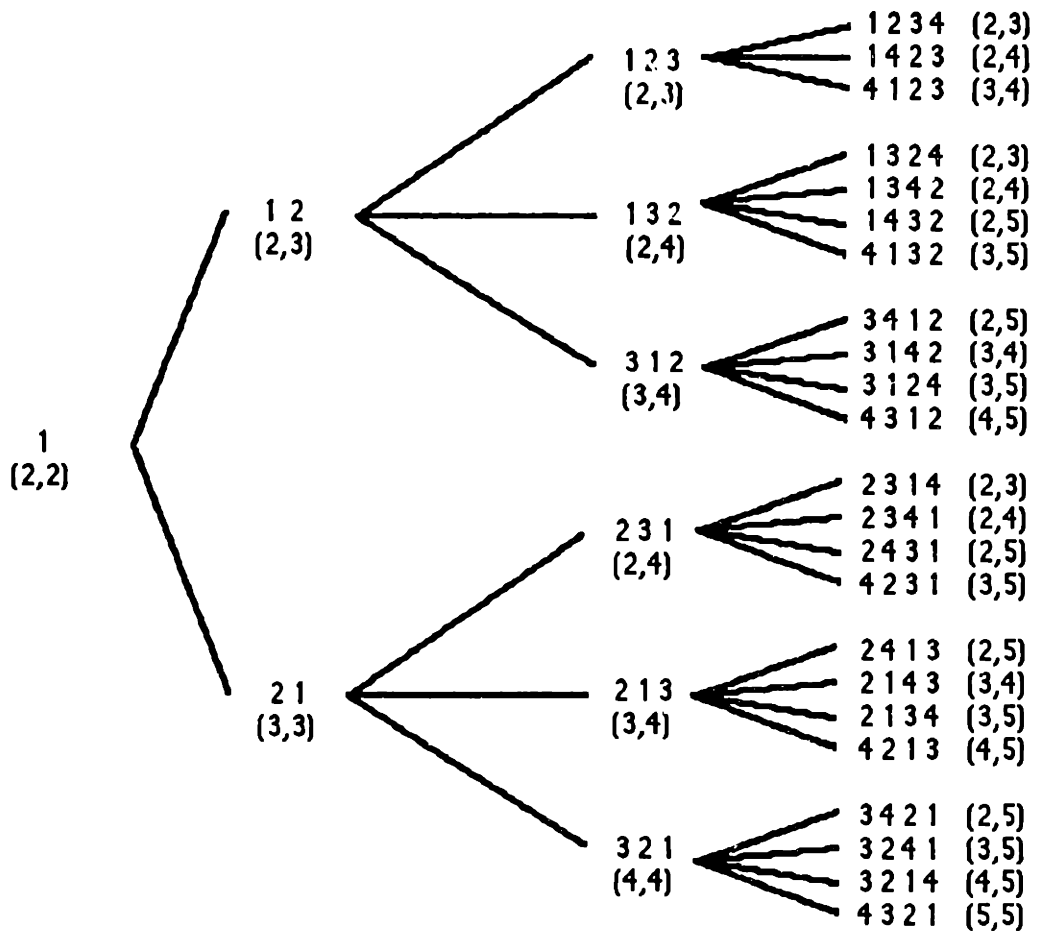 1
(2,2)
1 2
(2,3)
2 1
(3,3)
1 2 3
(2,3)
1 3 2
(2,4)
3 1 2
(3,4)
2 3 1
(2,4)
2 1 3
(3,4)
3 2 1
(4,4)
1 2 3 4 (2,3)
1 4 2 3 (2,4)
4 1 2 3 (3,4)
1 3 2 4 (2,3)
1 3 4 2 (2,4)
1 4 3 2 (2,5)
4 1 3 2 (3,5)
3 4 1 2 (2,5)
3 1 4 2 (3,4)
3 1 2 4 (3,5)
4 3 1 2 (4,5)
2 3 1 4 (2,3)
2 3 4 1 (2,4)
2 4 3 1 (2,5)
4 2 3 1 (3,5)
2 4 1 3 (2,5)
2 1 4 3 (3,4)
2 1 3 4 (3,5)
4 2 1 3 (4,5)
3 4 2 1 (2,5)
3 2 4 1 (3,5)
3 2 1 4 (4,5)
4 3 2 1 (5,5)